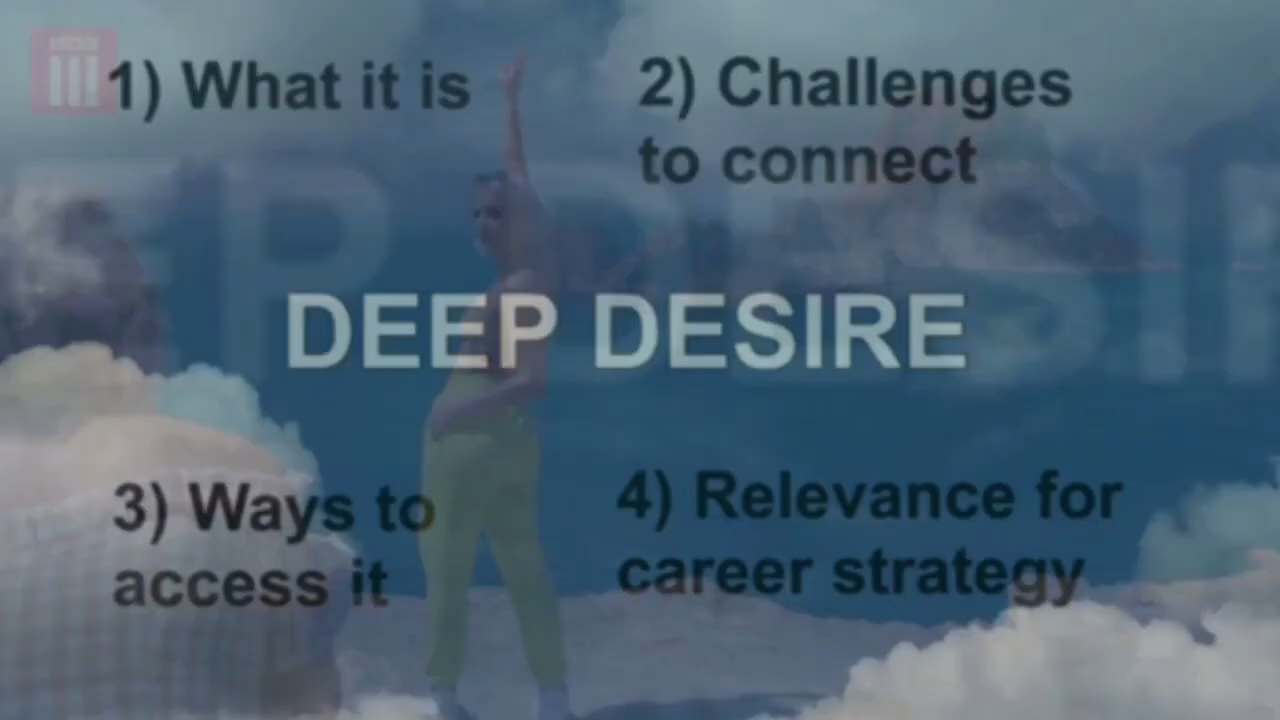 BBC
1) What it is
2) Challenges
to connect
DEEP DESIRE
3) Ways to
access it
4) Relevance for
career strategy